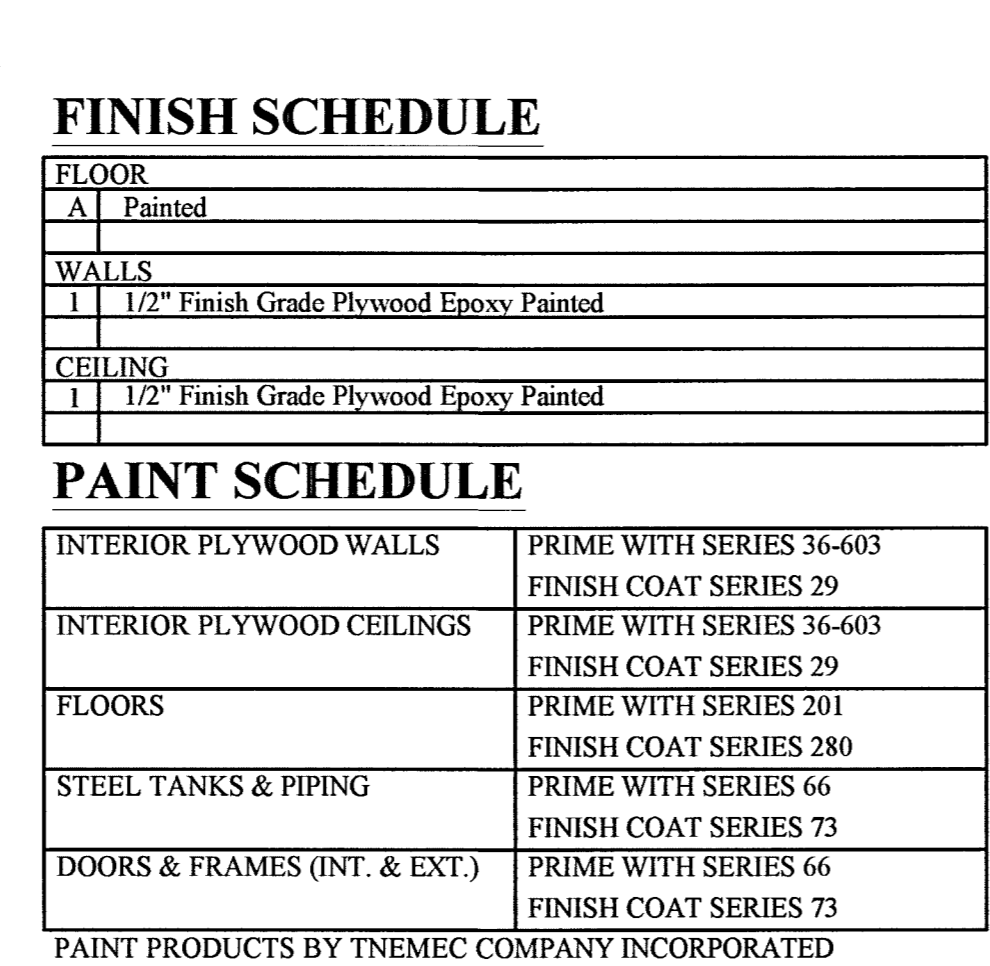 FINISH SCHEDULE
FLOOR
A Painted
WALLS
1 1/2" Finish Grade Plywood Epoxy Painted
CEILING
1 1/2" Finish Grade Plywood Epoxy Painted
PAINT SCHEDULE
INTERIOR PLYWOOD WALLS PRIME WITH SERIES 36-603
FINISH COAT SERIES 29
INTERIOR PLYWOOD CEILINGS PRIME WITH SERIES 36-603
FINISH COAT SERIES 29
FLOORS PRIME WITH SERIES 201
FINISH COAT SERIES 280
STEEL TANKS & PIPING PRIME WITH SERIES 66
FINISH COAT SERIES 73
DOORS & FRAMES (INT. & EXT.) PRIME WITH SERIES 66
FINISH COAT SERIES 73
PAINT PRODUCTS BY TNEMEC COMPANY INCORPORATED